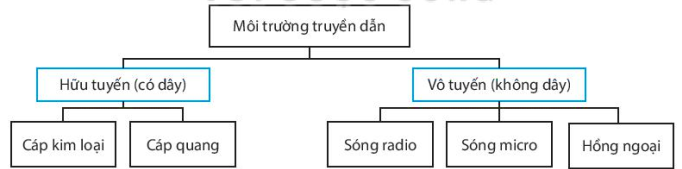 Môi trường truyền dẫn
Hữu tuyến (có dây)
Vô tuyến (không dây)
Cáp kim loại
Cáp quang
Sóng radio
Sóng micro
Hồng ngoại